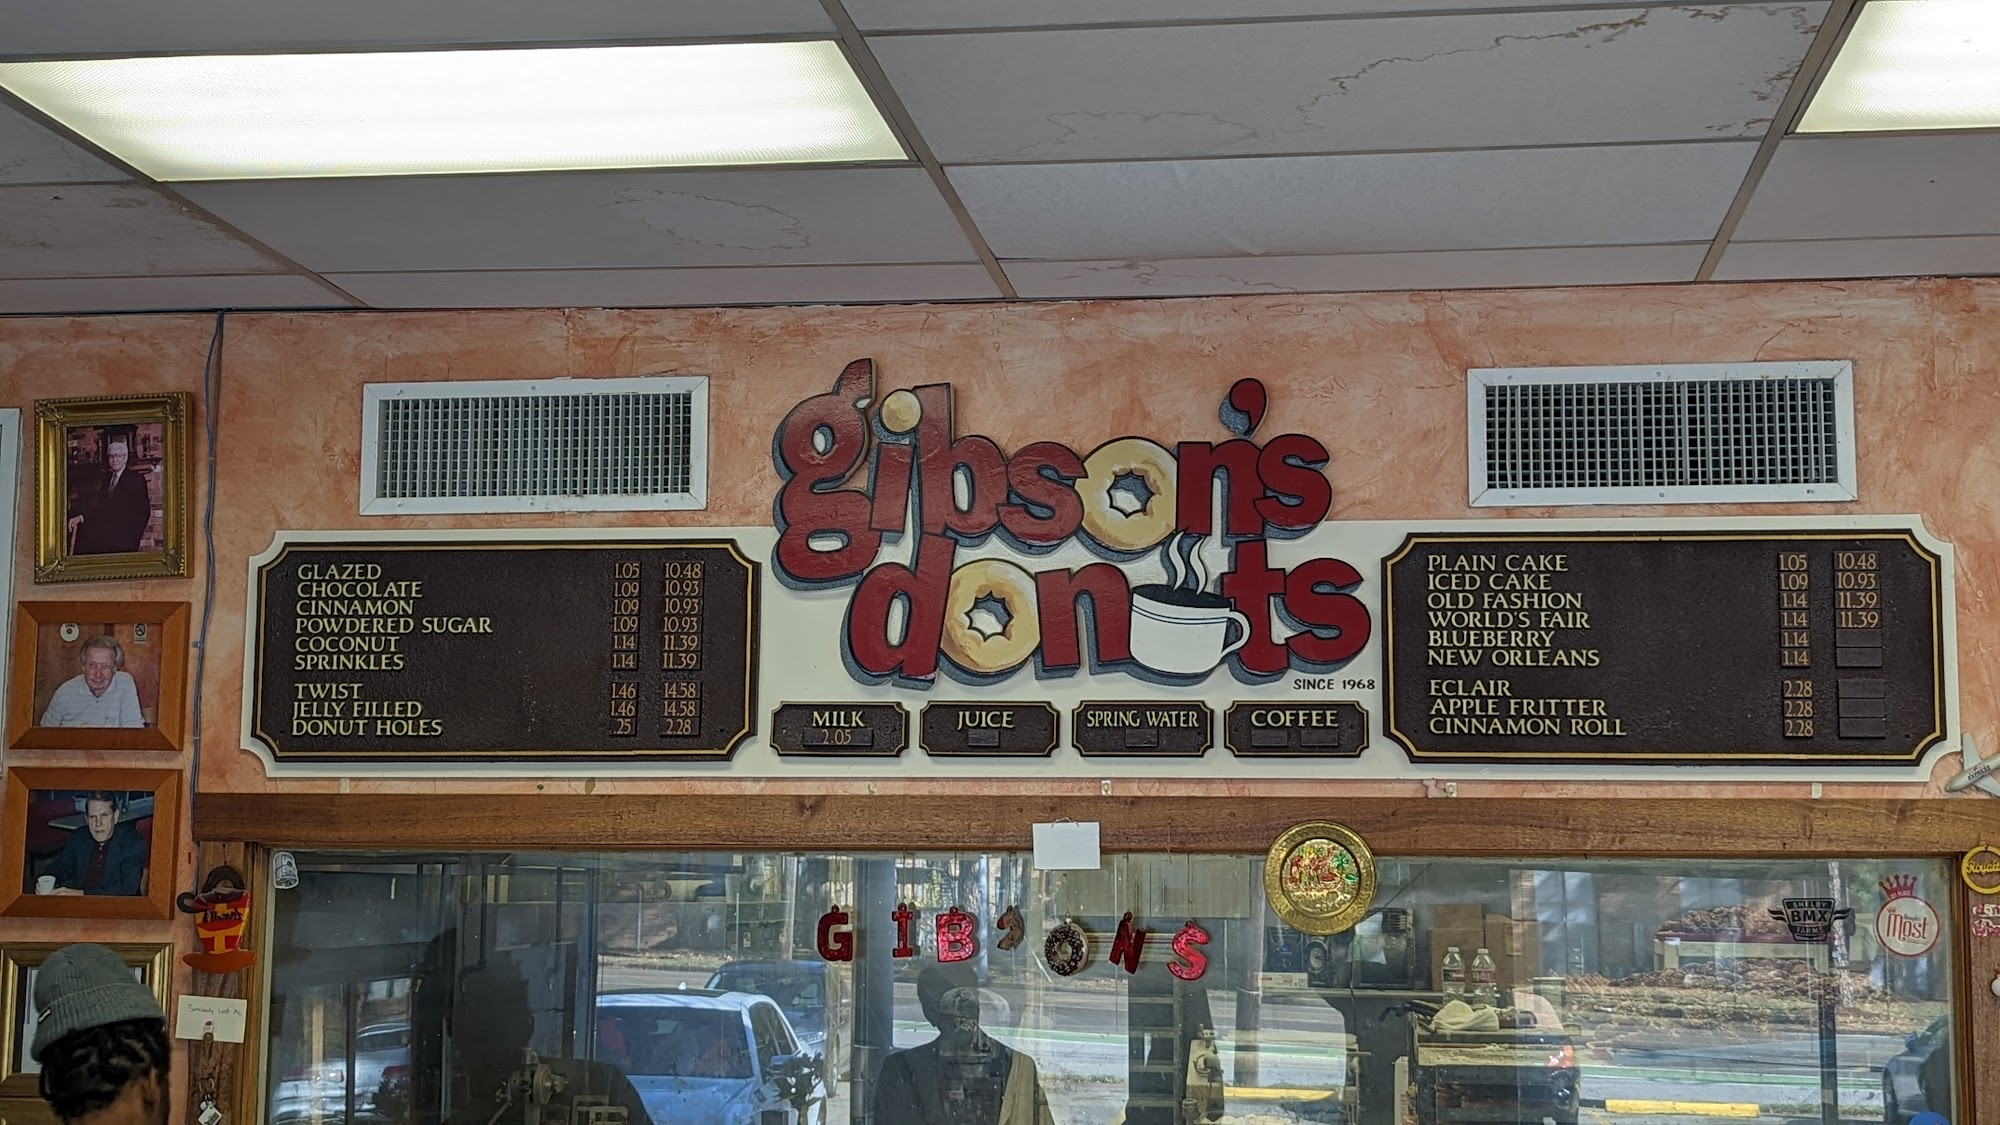 gibson's
donuts
SINCE 1968
GLAZED 1.05 10.48
CHOCOLATE 1.09 10.93
CINNAMON 1.09 10.93
POWDERED SUGAR 1.09 10.93
COCONUT 1.14 11.39
SPRINKLES 1.14 11.39
TWIST 1.46 14.58
JELLY FILLED 1.46 14.58
DONUT HOLES .25 2.28
MILK
2.05
JUICE
SPRING WATER
COFFEE
PLAIN CAKE 1.05 10.48
ICED CAKE 1.09 10.93
OLD FASHION 1.14 11.39
WORLD'S FAIR 1.14 11.39
BLUEBERRY 1.14
NEW ORLEANS 1.14
ECLAIR 2.28
APPLE FRITTER 2.28
CINNAMON ROLL 2.28
GIB'ONS
SHELBY
BMX
FARMS
Most